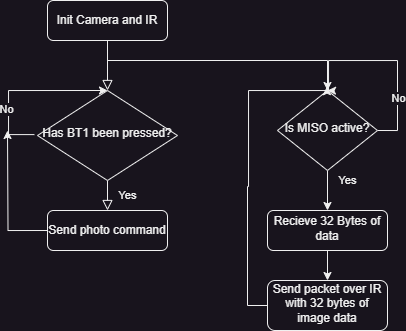 Init Camera and IR
No
Has BT1 been pressed?
Yes
Send photo command
Is MISO active?
No
Yes
Recieve 32 Bytes of
data
Send packet over IR
with 32 bytes of
image data